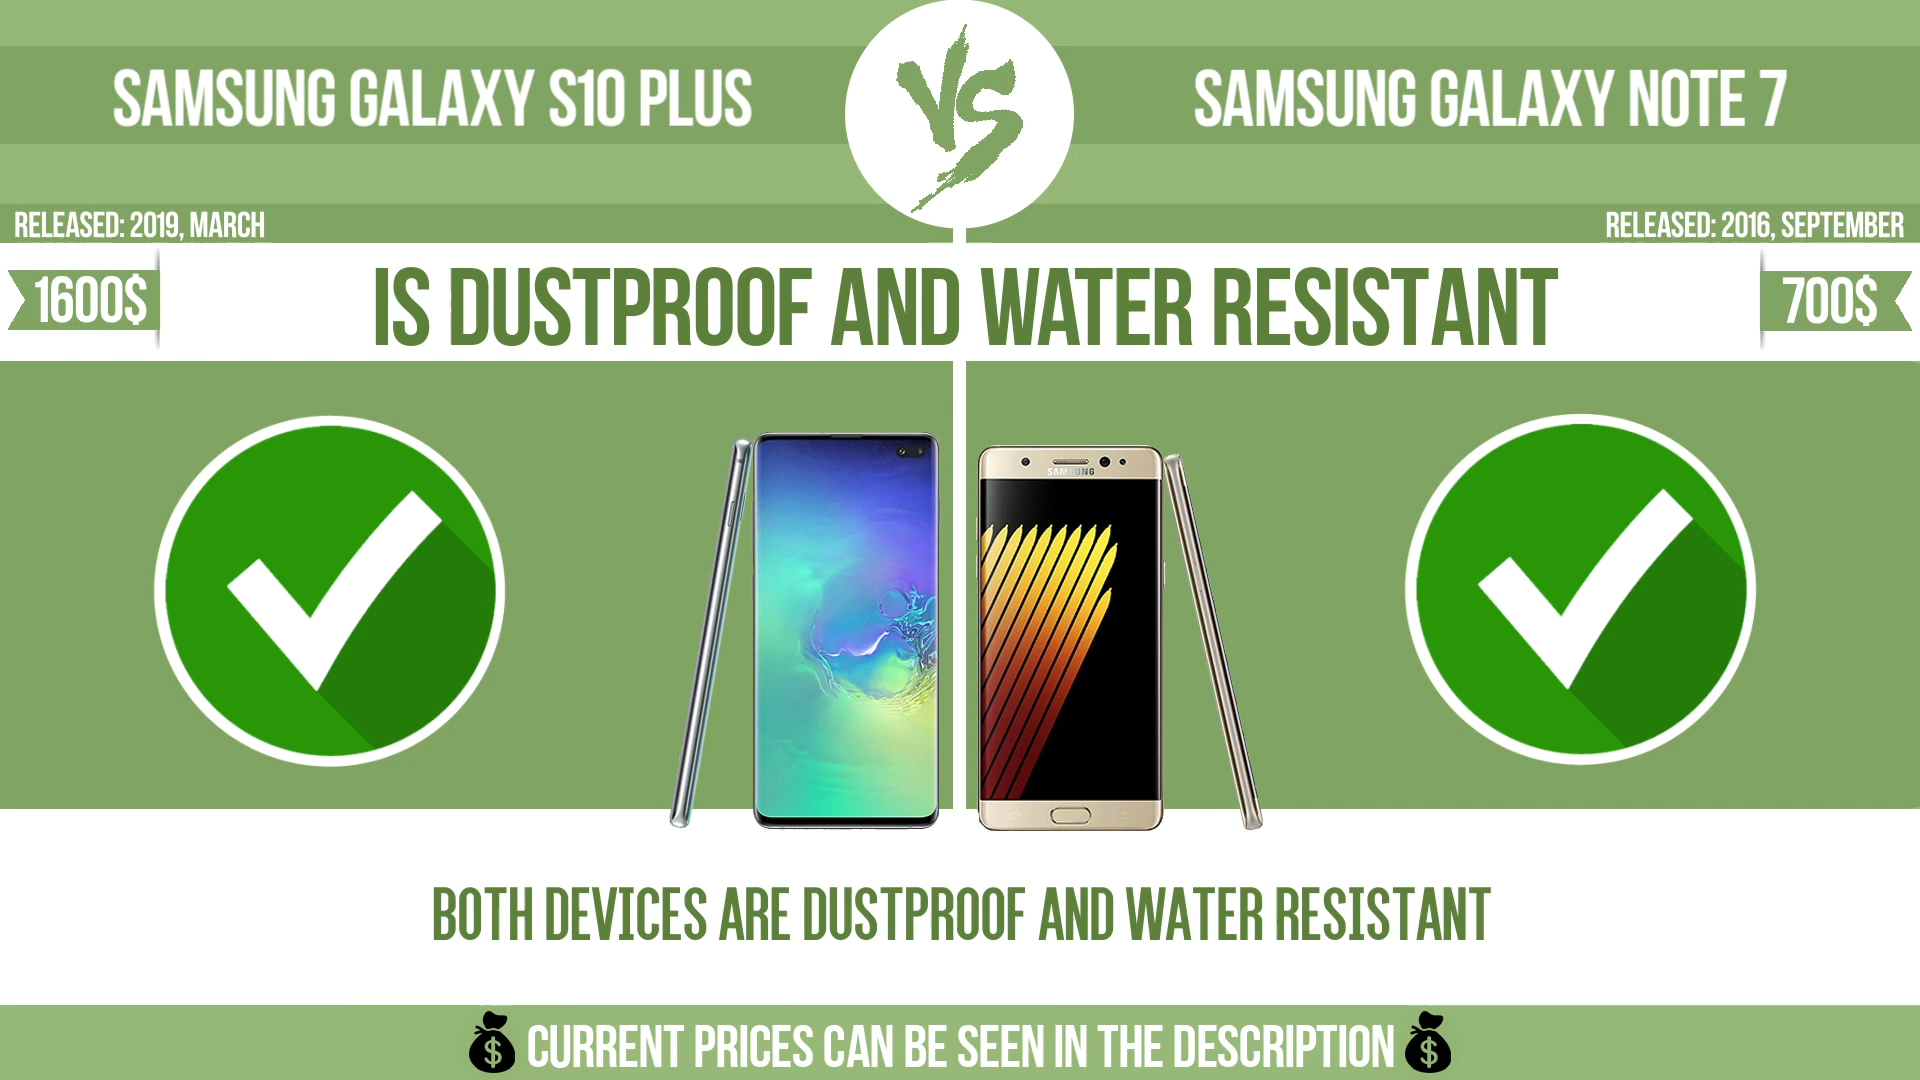 SAMSUNG GALAXY S10 PLUS
VS
SAMSUNG GALAXY NOTE 7
RELEASED: 2019, MARCH
RELEASED: 2016, SEPTEMBER
1600$
IS DUSTPROOF AND WATER RESISTANT
700$
SAMSUNG
BOTH DEVICES ARE DUSTPROOF AND WATER RESISTANT
$ CURRENT PRICES CAN BE SEEN IN THE DESCRIPTION $